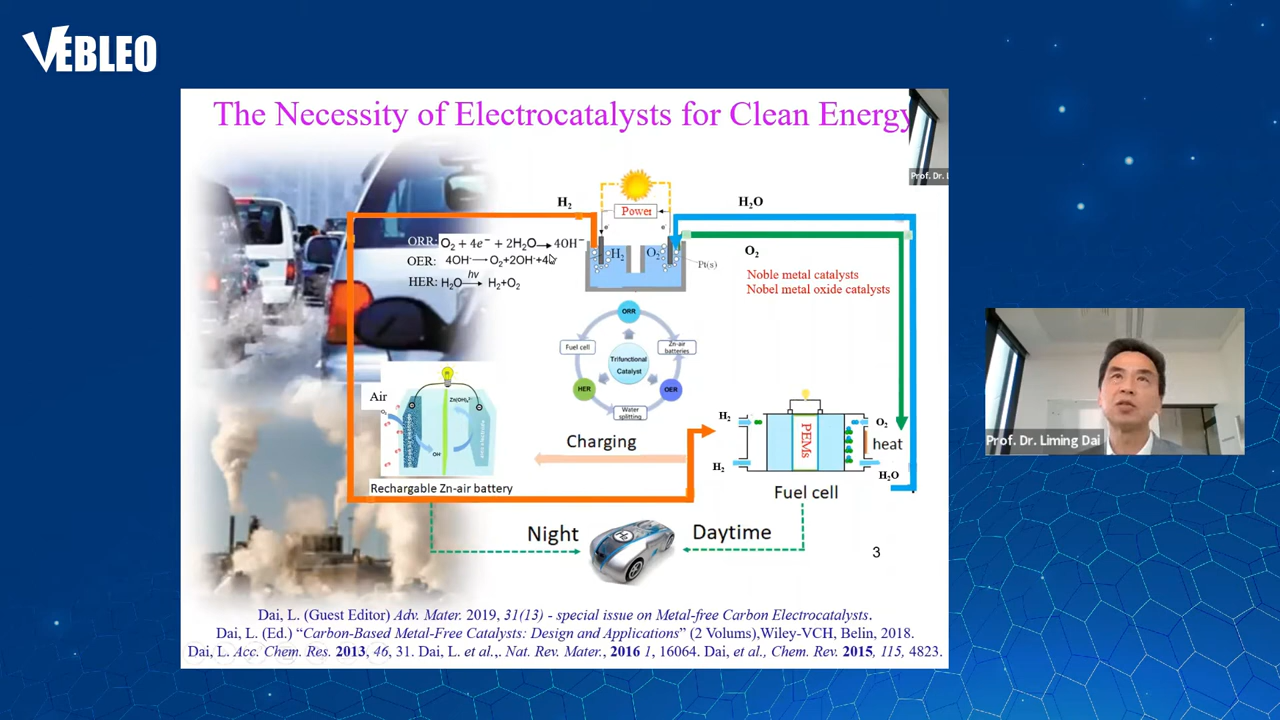 VEBLEO
The Necessity of Electrocatalysts for Clean Energy
Prof. Dr. L
H₂
H₂O
Power
ORR: O₂ + 4e⁻ + 2H₂O→4OH⁻
OER: 4OH⁻→O₂+2OH⁻+4
HER: H₂O hν→ H₂+O₂
H₂
O₂
Pt(s)
O₂
Noble metal catalysts
Nobel metal oxide catalysts
ORR
Fuel cell
Zn-air
batteries
Trifunctional
Catalyst
HER
OER
Water
splitting
Air
O₂
Zn(OH)₄²⁻
OH⁻
Charging
Rechargable Zn-air battery
H₂
O₂
PEMs
heat
H₂
H₂O
Fuel cell
Night
Daytime
3
Prof. Dr. Liming Dai
Dai, L. (Guest Editor) Adv. Mater. 2019, 31(13) - special issue on Metal-free Carbon Electrocatalysts.
Dai, L. (Ed.) “Carbon-Based Metal-Free Catalysts: Design and Applications” (2 Volums),Wiley-VCH, Belin, 2018.
Dai, L. Acc. Chem. Res. 2013, 46, 31. Dai, L. et al.,. Nat. Rev. Mater., 2016 1, 16064. Dai, et al., Chem. Rev. 2015, 115, 4823.